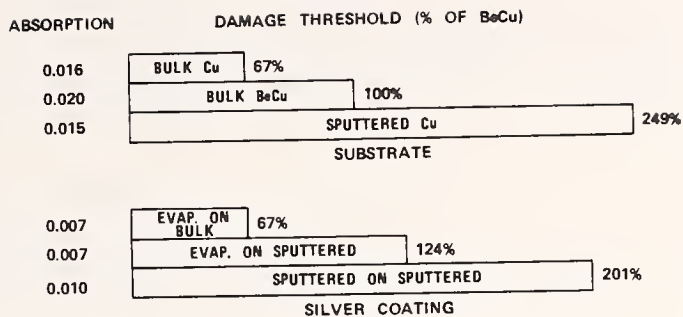 ABSORPTION DAMAGE THRESHOLD (% OF BeCu)
0.016 BULK Cu 67%
0.020 BULK BeCu 100%
0.015 SPUTTERED Cu 249%
SUBSTRATE
0.007 EVAP. ON BULK 67%
0.007 EVAP. ON SPUTTERED 124%
0.010 SPUTTERED ON SPUTTERED 201%
SILVER COATING